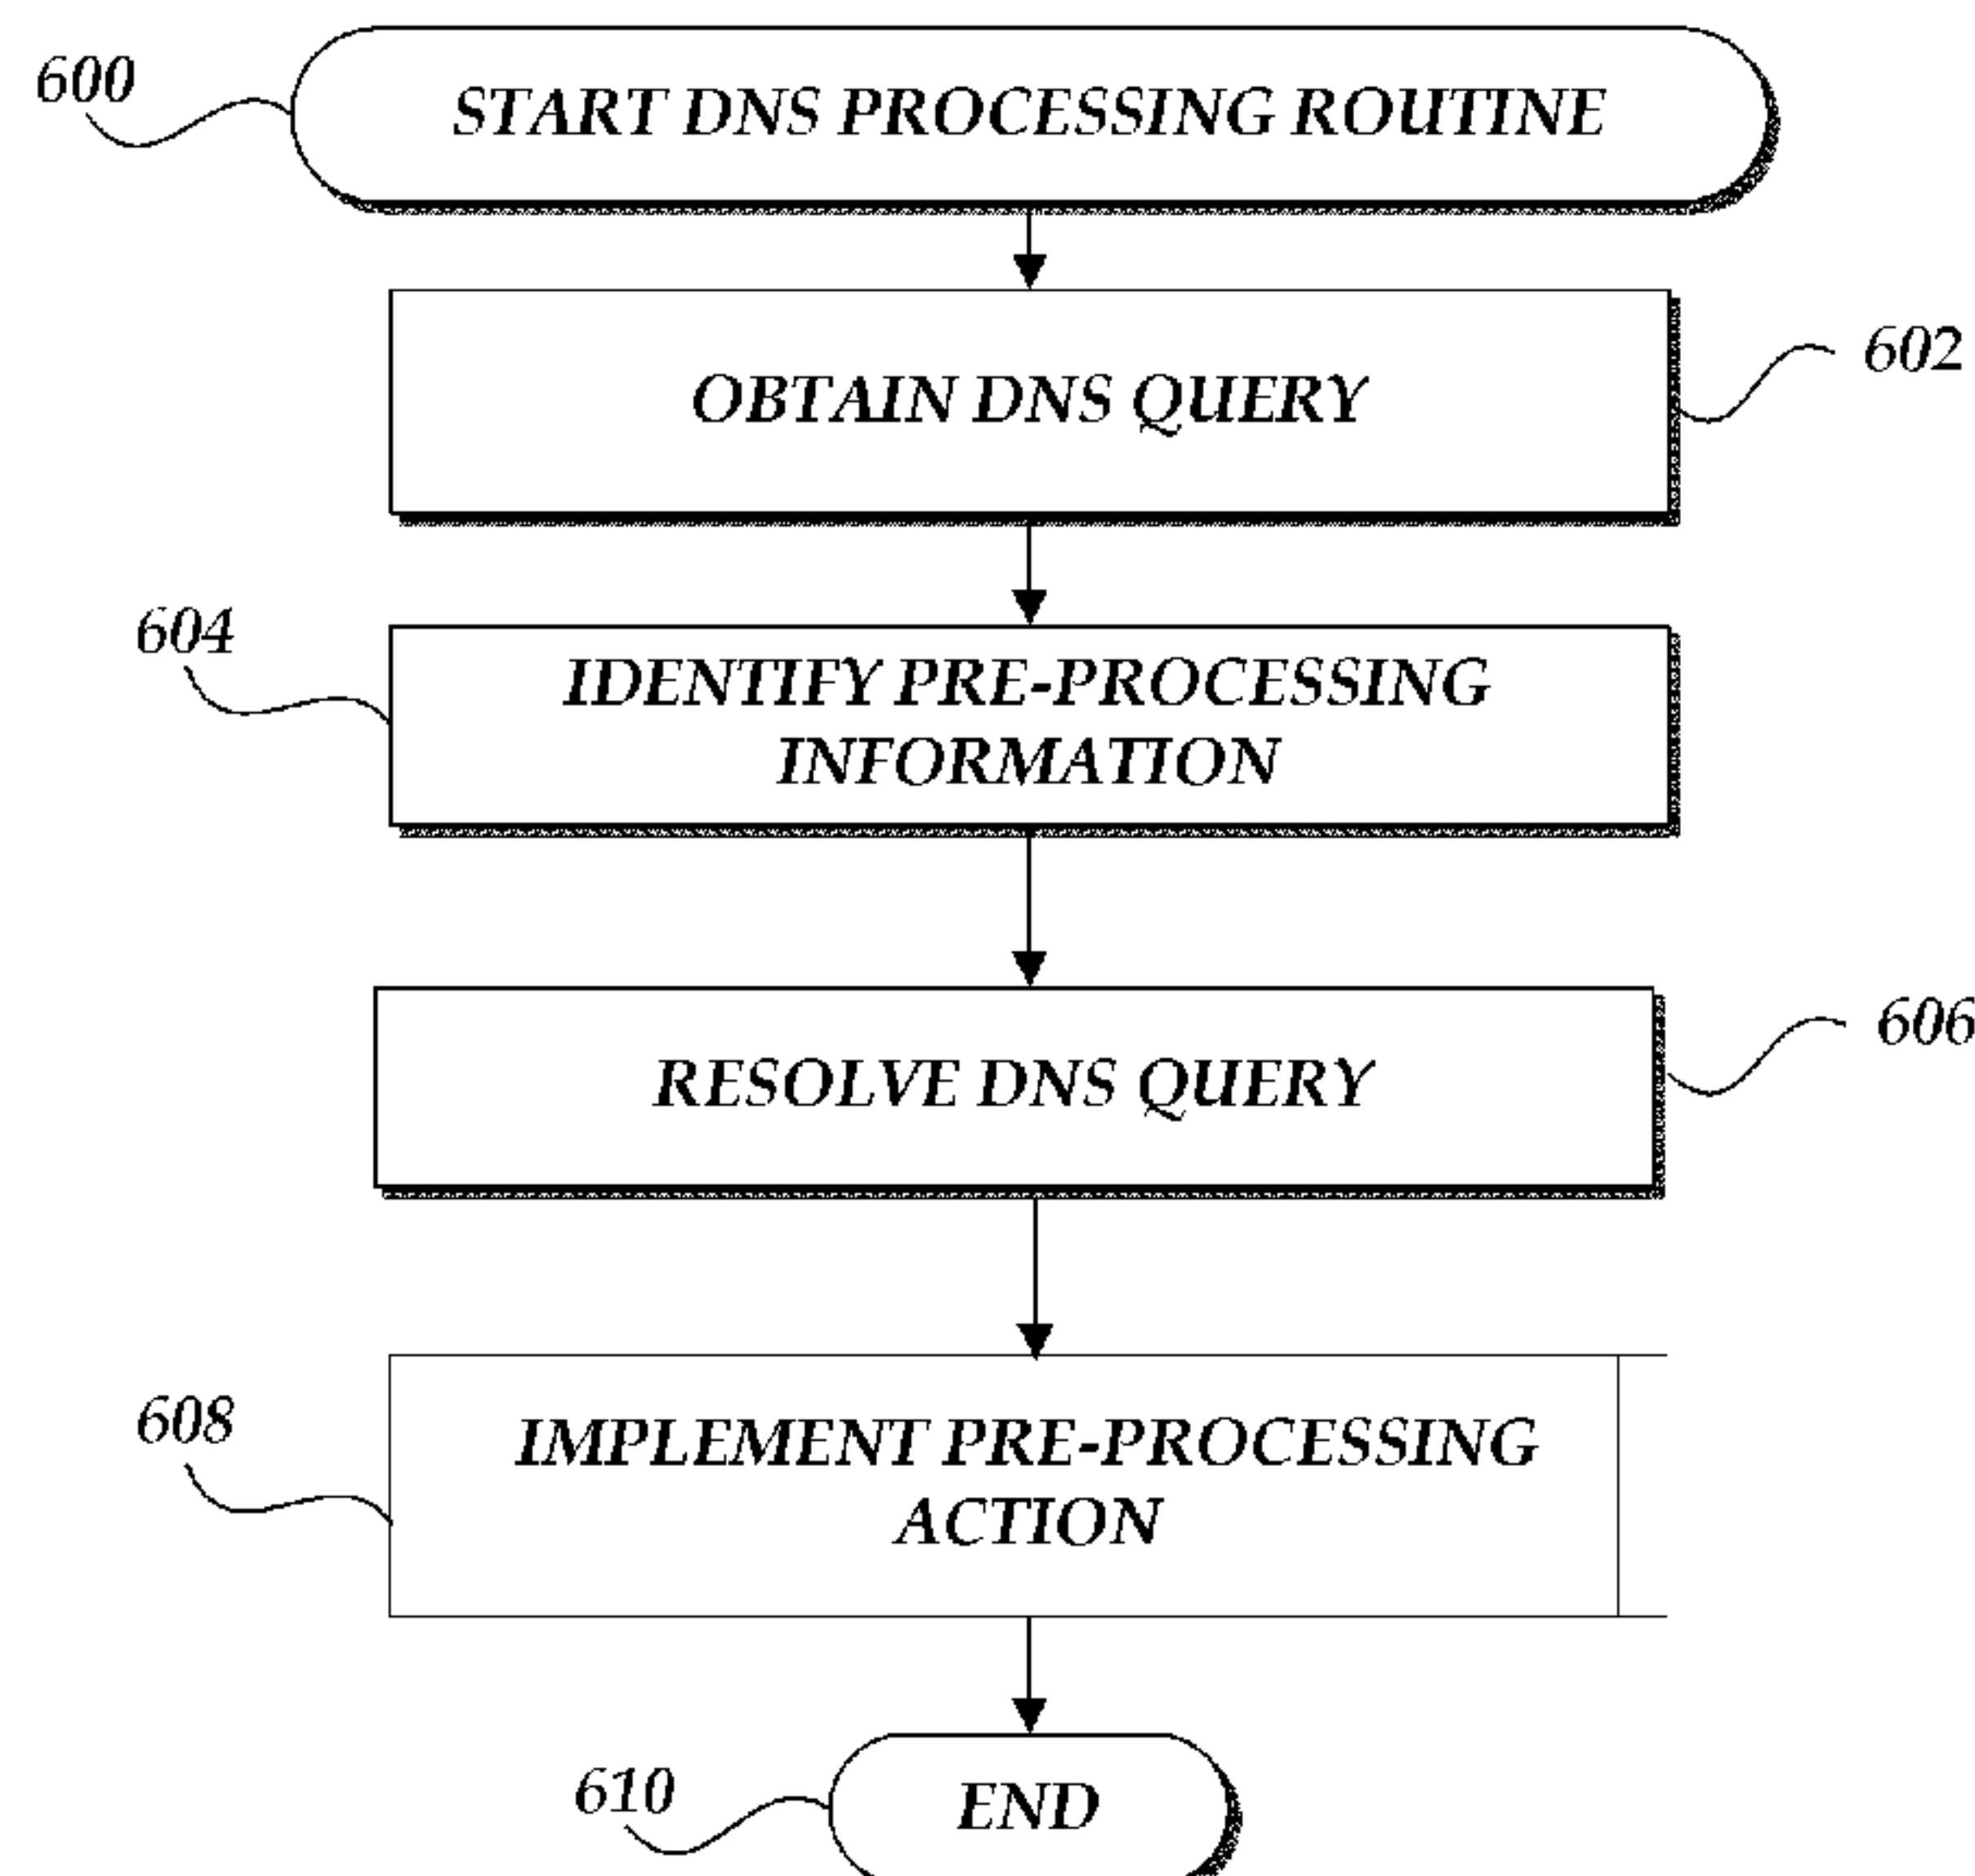 600
START DNS PROCESSING ROUTINE
OBTAIN DNS QUERY
602
604
IDENTIFY PRE-PROCESSING
INFORMATION
RESOLVE DNS QUERY
606
608
IMPLEMENT PRE-PROCESSING
ACTION
610
END